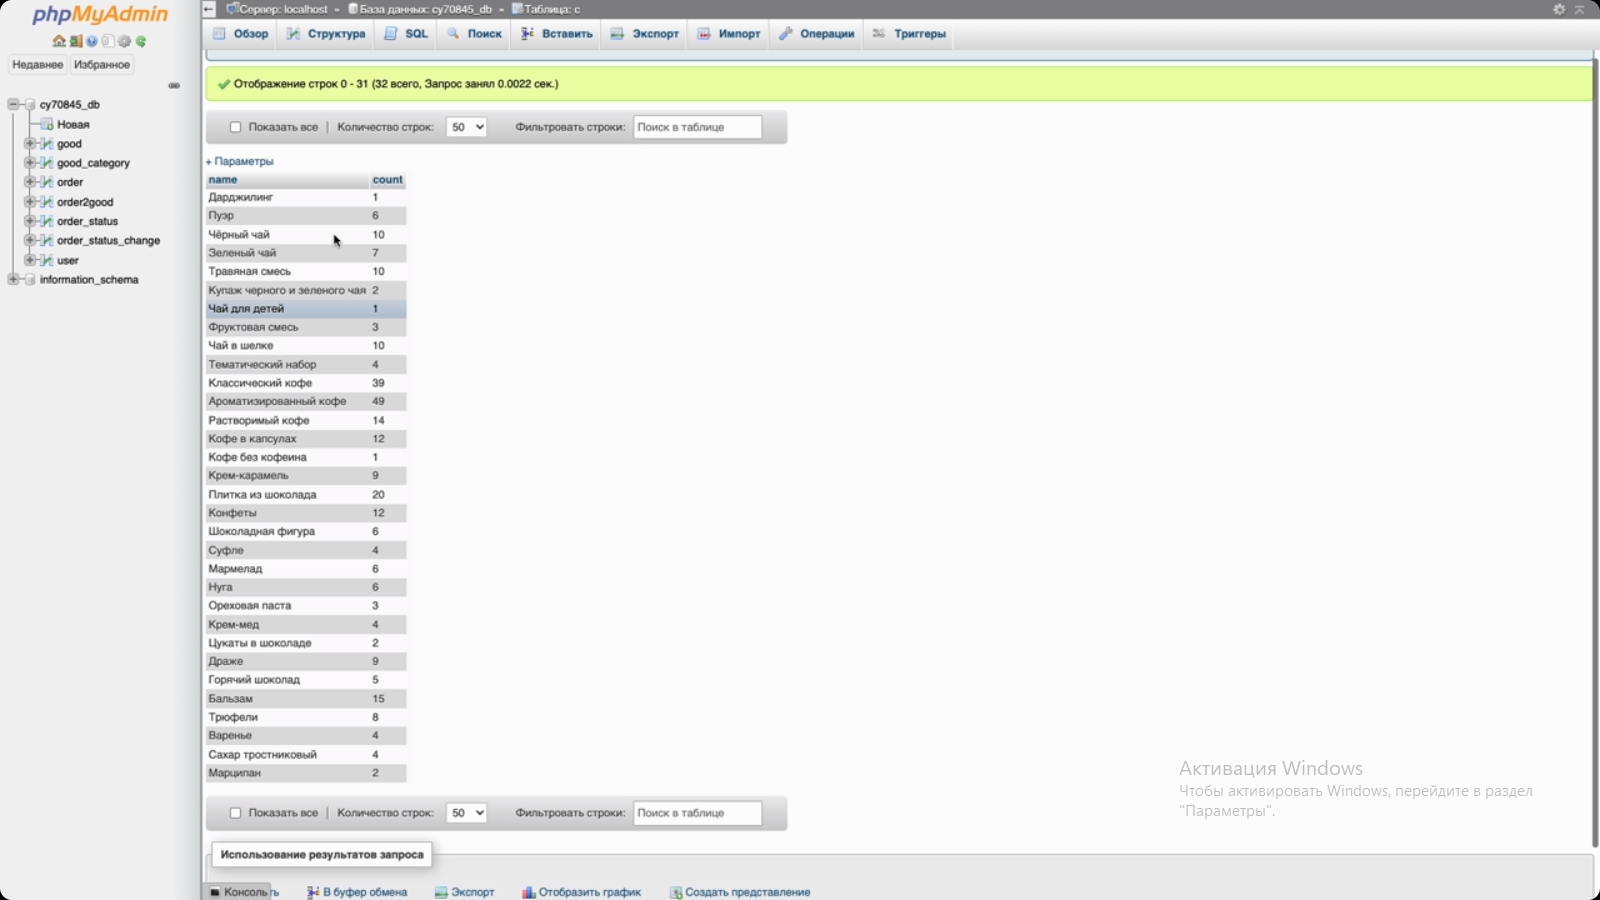 phpMyAdmin
Недавнее Избранное
cy70845_db
Новая
good
good_category
order
order2good
order_status
order_status_change
user
information_schema
Сервер: localhost » База данных: cy70845_db » Таблица: c
Обзор Структура SQL Поиск Вставить Экспорт Импорт Операции Триггеры
Отображение строк 0 - 31 (32 всего, Запрос занял 0.0022 сек.)
Показать все | Количество строк: 50 Фильтровать строки: Поиск в таблице
+ Параметры
name count
Дарджилинг 1
Пуэр 6
Чёрный чай 10
Зеленый чай 7
Травяная смесь 10
Купаж черного и зеленого чая 2
Чай для детей 1
Фруктовая смесь 3
Чай в шелке 10
Тематический набор 4
Классический кофе 39
Ароматизированный кофе 49
Растворимый кофе 14
Кофе в капсулах 12
Кофе без кофеина 1
Крем-карамель 9
Плитка из шоколада 20
Конфеты 12
Шоколадная фигура 6
Суфле 4
Мармелад 6
Нуга 6
Ореховая паста 3
Крем-мед 4
Цукаты в шоколаде 2
Драже 9
Горячий шоколад 5
Бальзам 15
Трюфели 8
Варенье 4
Сахар тростниковый 4
Марципан 2
Показать все | Количество строк: 50 Фильтровать строки: Поиск в таблице
Использование результатов запроса
Консоль ть В буфер обмена Экспорт Отобразить график Создать представление
Активация Windows
Чтобы активировать Windows, перейдите в раздел
"Параметры".